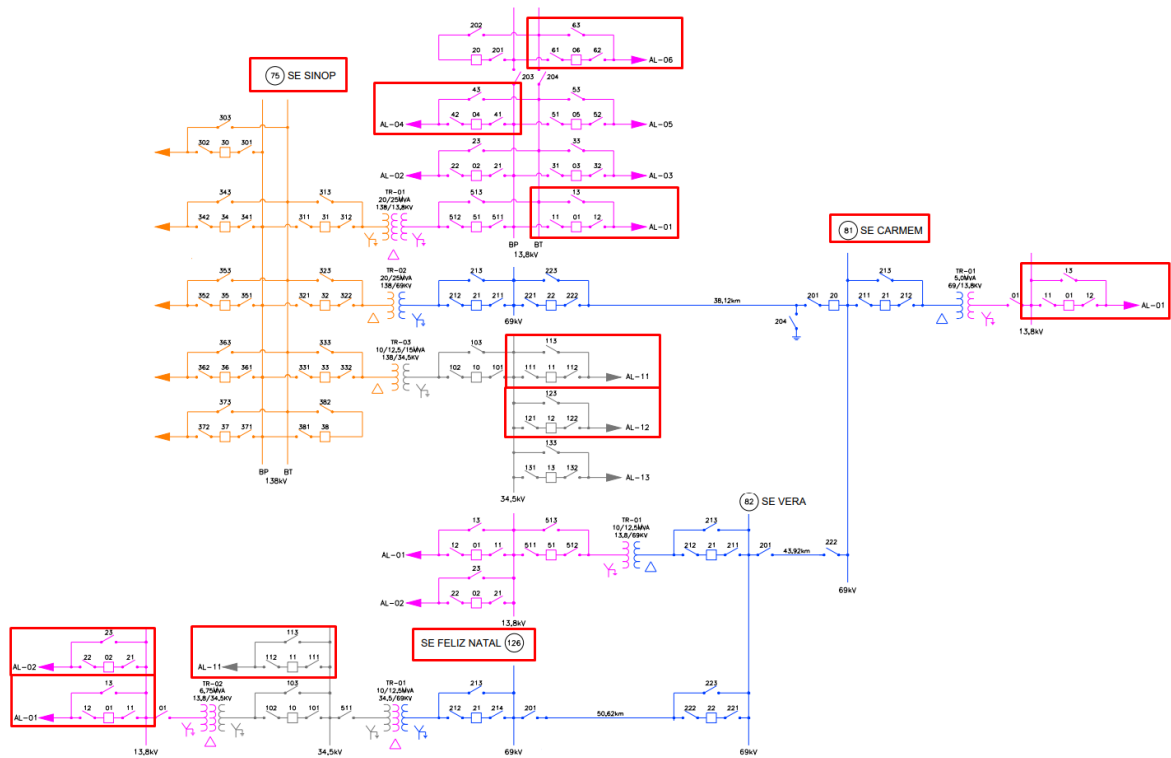 202
63
20 201
61 06 62
AL-06
203 204
75 SE SINOP
43
53
AL-04
42 04 41
51 05 52
AL-05
303
302 30 301
23
33
AL-02
22 02 21
31 03 32
AL-03
343
313
TR-01
20/25MVA
138/13,8KV
513
13
342 34 341
311 31 312
512 51 511
11 01 12
AL-01
BP BT
13,8kV
81 SE CARMEM
353
323
TR-02
20/25MVA
138/69KV
213
223
213
TR-01
5,0MVA
69/13,8KV
13
352 35 351
321 32 322
212 21 211
221 22 222
38,12km
201 20
211 21 212
01
11 01 12
AL-01
204
69kV
13,8kV
363
333
TR-03
10/12,5/15MVA
138/34,5KV
103
113
362 36 361
331 33 332
102 10 101
111 11 112
AL-11
373
382
123
372 37 371
381 38
121 12 122
AL-12
133
131 13 132
AL-13
BP BT
138kV
34,5kV
82 SE VERA
13
513
TR-01
10/12,5MVA
13,8/69KV
213
AL-01
12 01 11
511 51 512
212 21 211
201
43,92km
222
23
AL-02
22 02 21
69kV
13,8kV
23
113
SE FELIZ NATAL 126
AL-02
22 02 21
AL-11
112 11 111
13
TR-02
6,75MVA
13,8/34,5KV
103
TR-01
10/12,5MVA
34,5/69KV
213
223
AL-01
12 01 11
01
102 10 101
511
212 21 214
201
50,62km
222 22 221
13,8kV
34,5kV
69kV
69kV